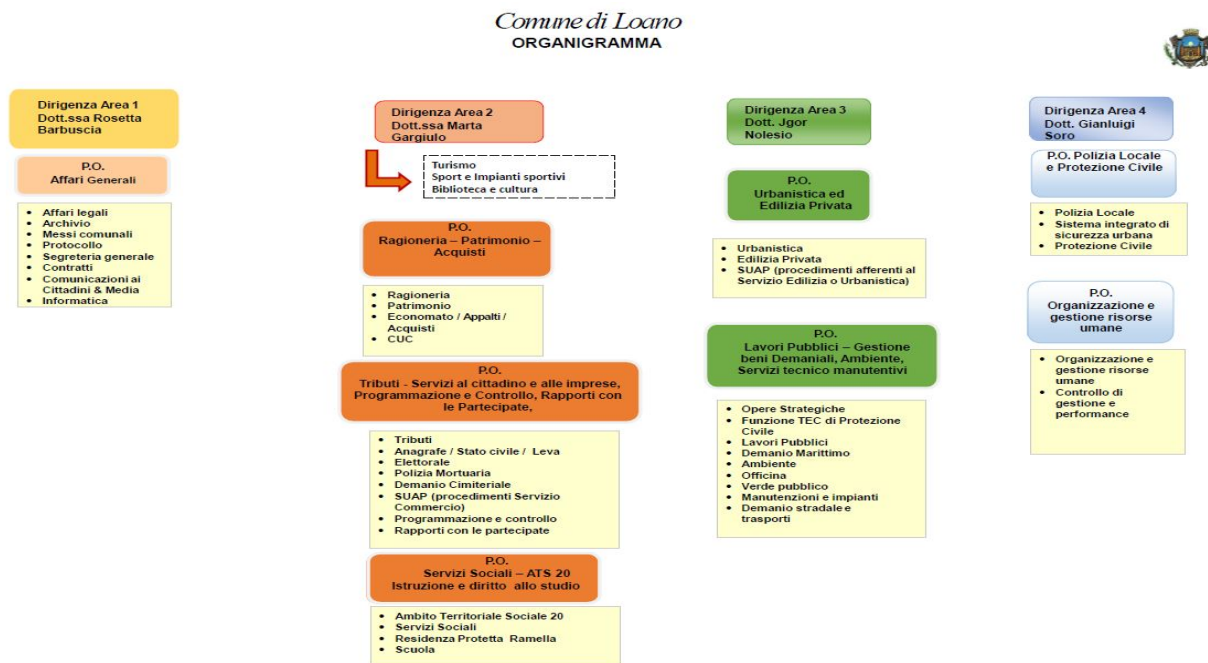 Comune di Loano
ORGANIGRAMMA
Dirigenza Area 1
Dott.ssa Rosetta
Barbuscia
P.O.
Affari Generali
• Affari legali
• Archivio
• Messi comunali
• Protocollo
• Segreteria generale
• Contratti
• Comunicazioni ai
Cittadini & Media
• Informatica
Dirigenza Area 2
Dott.ssa Marta
Gargiulo
Turismo
Sport e Impianti sportivi
Biblioteca e cultura
P.O.
Ragioneria – Patrimonio –
Acquisti
• Ragioneria
• Patrimonio
• Economato / Appalti /
Acquisti
• CUC
P.O.
Tributi - Servizi al cittadino e alle imprese,
Programmazione e Controllo, Rapporti con
le Partecipate,
• Tributi
• Anagrafe / Stato civile / Leva
• Elettorale
• Polizia Mortuaria
• Demanio Cimiteriale
• SUAP (procedimenti Servizio
Commercio)
• Programmazione e controllo
• Rapporti con le partecipate
P.O.
Servizi Sociali – ATS 20
Istruzione e diritto allo studio
• Ambito Territoriale Sociale 20
• Servizi Sociali
• Residenza Protetta Ramella
• Scuola
Dirigenza Area 3
Dott. Jgor
Nolesio
P.O.
Urbanistica ed
Edilizia Privata
• Urbanistica
• Edilizia Privata
• SUAP (procedimenti afferenti al
Servizio Edilizia o Urbanistica)
P.O.
Lavori Pubblici – Gestione
beni Demaniali, Ambiente,
Servizi tecnico manutentivi
• Opere Strategiche
• Funzione TEC di Protezione
Civile
• Lavori Pubblici
• Demanio Marittimo
• Ambiente
• Officina
• Verde pubblico
• Manutenzioni e impianti
• Demanio stradale e
trasporti
Dirigenza Area 4
Dott. Gianluigi
Soro
P.O. Polizia Locale
e Protezione Civile
• Polizia Locale
• Sistema integrato di
sicurezza urbana
• Protezione Civile
P.O.
Organizzazione e
gestione risorse
umane
• Organizzazione e
gestione risorse
umane
• Controllo di
gestione e
performance